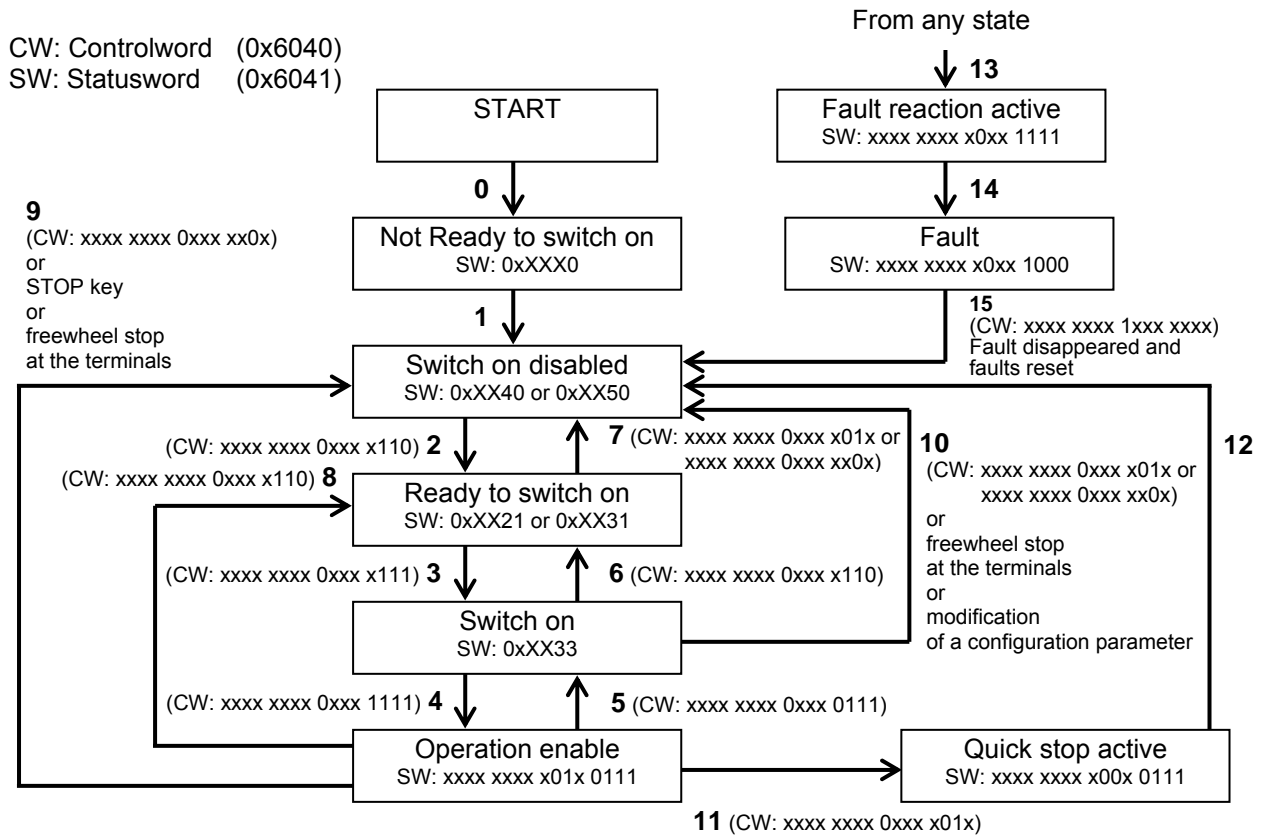 From any state
CW: Controlword (0x6040)
SW: Statusword (0x6041)
13
START
Fault reaction active
SW: xxxx xxxx x0xx 1111
0
14
9
(CW: xxxx xxxx 0xxx xx0x)
or
STOP key
or
freewheel stop
at the terminals
Not Ready to switch on
SW: 0xXXX0
Fault
SW: xxxx xxxx x0xx 1000
1
15
(CW: xxxx xxxx 1xxx xxxx)
Fault disappeared and
faults reset
Switch on disabled
SW: 0xXX40 or 0xXX50
(CW: xxxx xxxx 0xxx x110) 2
7 (CW: xxxx xxxx 0xxx x01x or
xxxx xxxx 0xxx xx0x)
10
(CW: xxxx xxxx 0xxx x01x or
xxxx xxxx 0xxx xx0x)
or
freewheel stop
at the terminals
or
modification
of a configuration parameter
12
(CW: xxxx xxxx 0xxx x110) 8
Ready to switch on
SW: 0xXX21 or 0xXX31
(CW: xxxx xxxx 0xxx x111) 3
6 (CW: xxxx xxxx 0xxx x110)
Switch on
SW: 0xXX33
(CW: xxxx xxxx 0xxx 1111) 4
5 (CW: xxxx xxxx 0xxx 0111)
Operation enable
SW: xxxx xxxx x01x 0111
Quick stop active
SW: xxxx xxxx x00x 0111
11 (CW: xxxx xxxx 0xxx x01x)